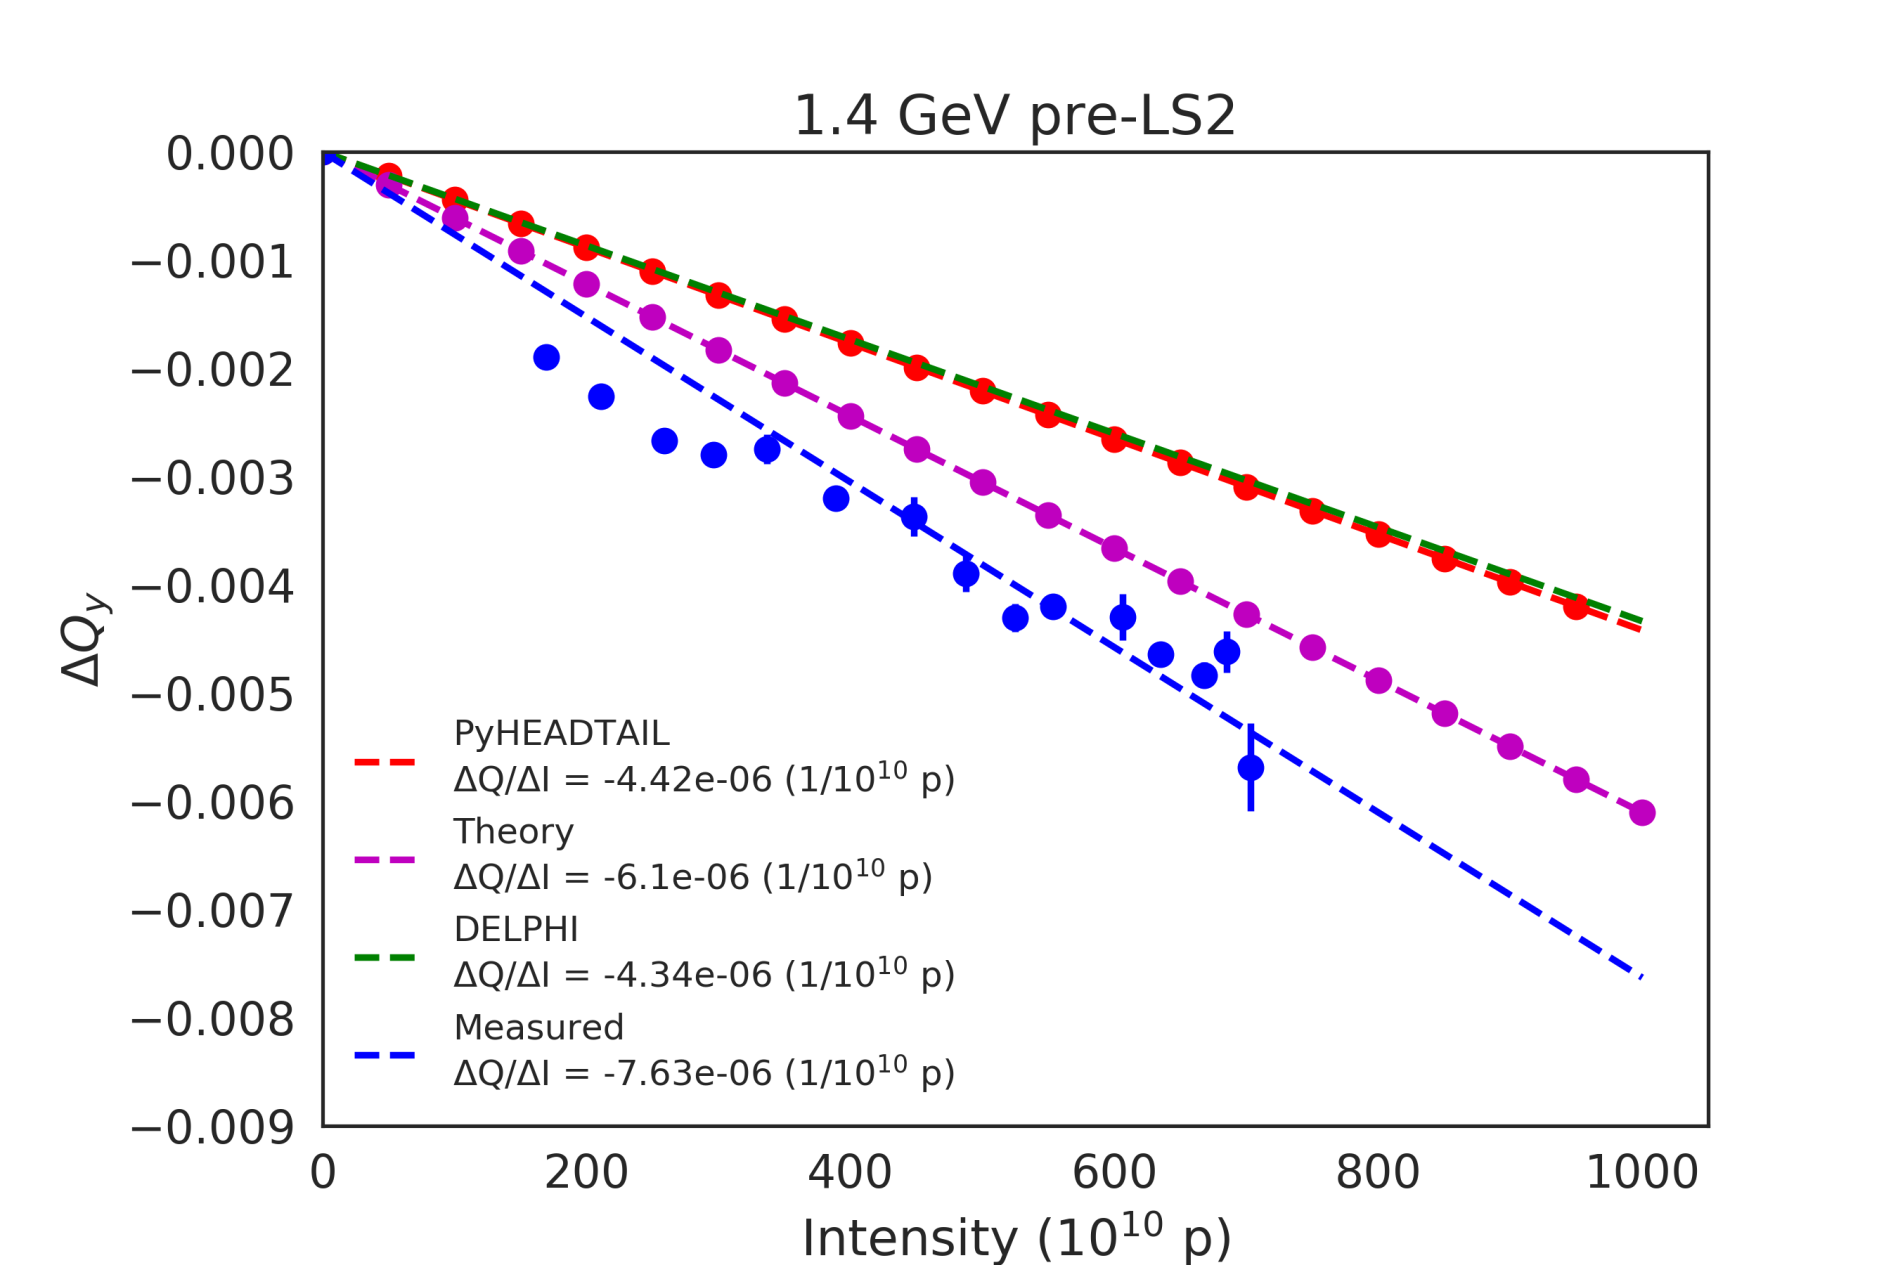 1.4 GeV pre-LS2
0.000
−0.001
−0.002
−0.003
−0.004
−0.005
−0.006
−0.007
−0.008
−0.009
ΔQy
PyHEADTAIL
ΔQ/ΔI = -4.42e-06 (1/10¹⁰ p)
Theory
ΔQ/ΔI = -6.1e-06 (1/10¹⁰ p)
DELPHI
ΔQ/ΔI = -4.34e-06 (1/10¹⁰ p)
Measured
ΔQ/ΔI = -7.63e-06 (1/10¹⁰ p)
0 200 400 600 800 1000
Intensity (10¹⁰ p)